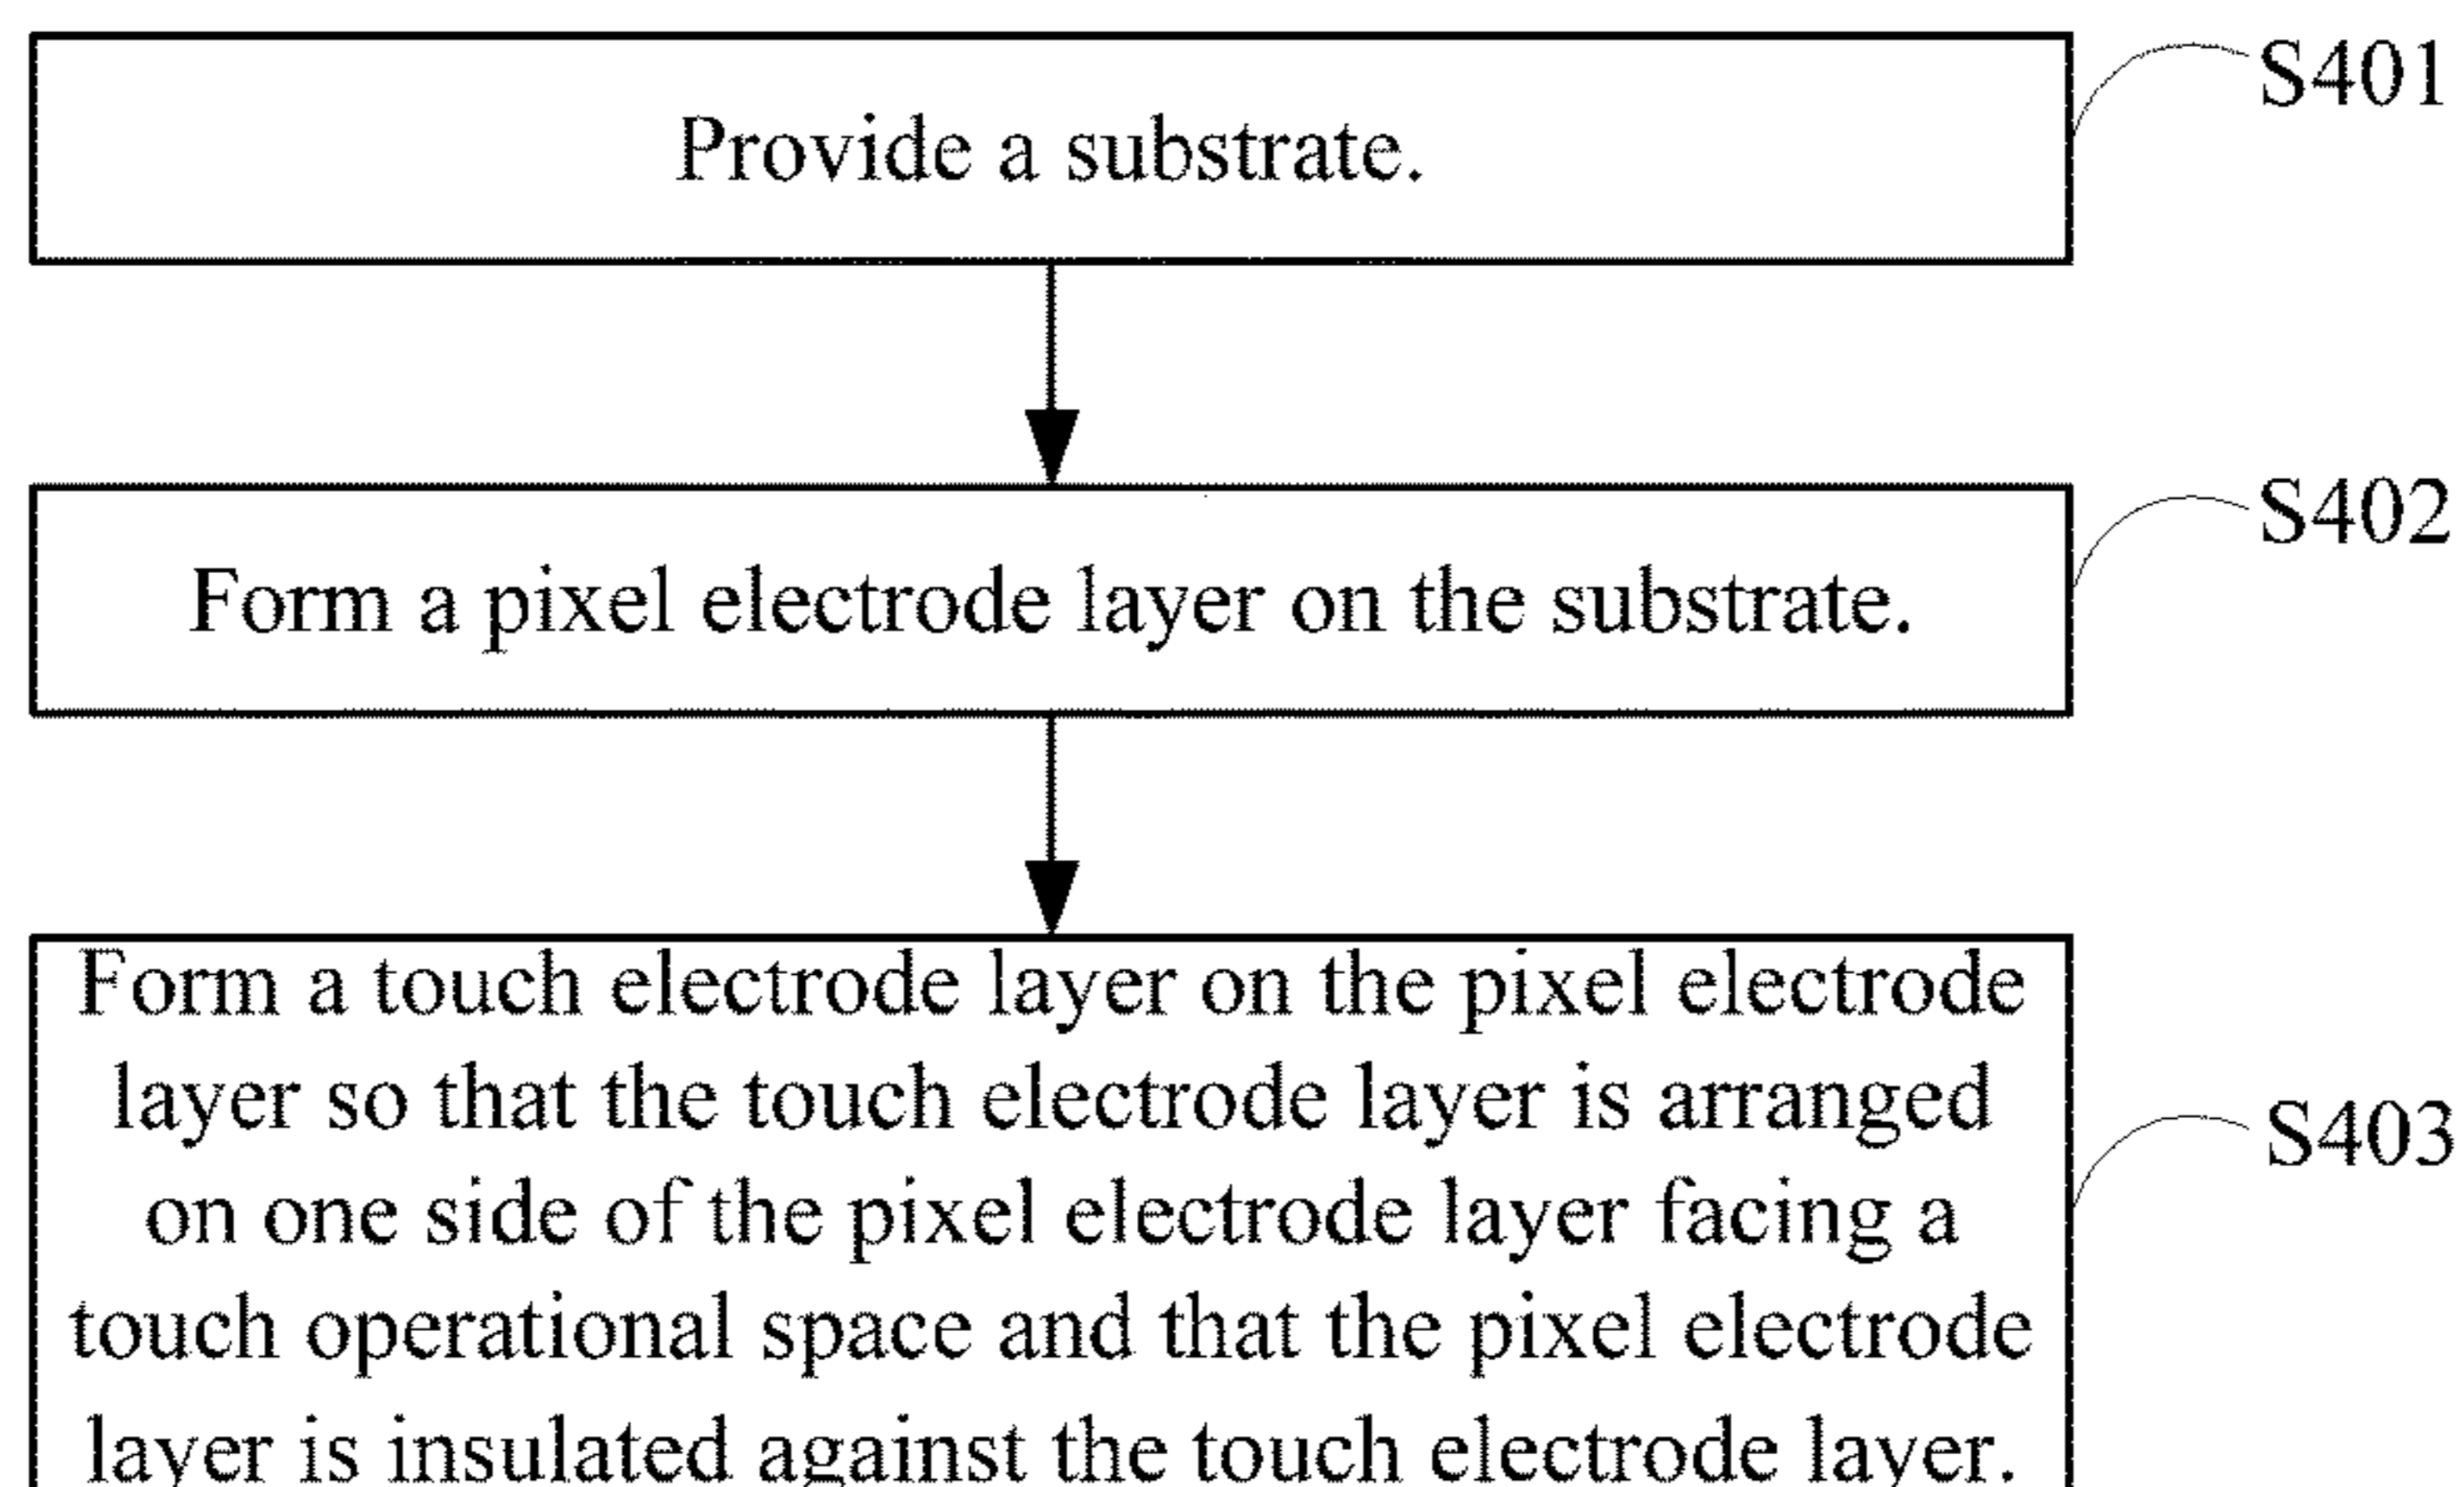 S401
Provide a substrate.
S402
Form a pixel electrode layer on the substrate.
Form a touch electrode layer on the pixel electrode
layer so that the touch electrode layer is arranged
S403
on one side of the pixel electrode layer facing a
touch operational space and that the pixel electrode
layer is insulated against the touch electrode layer.